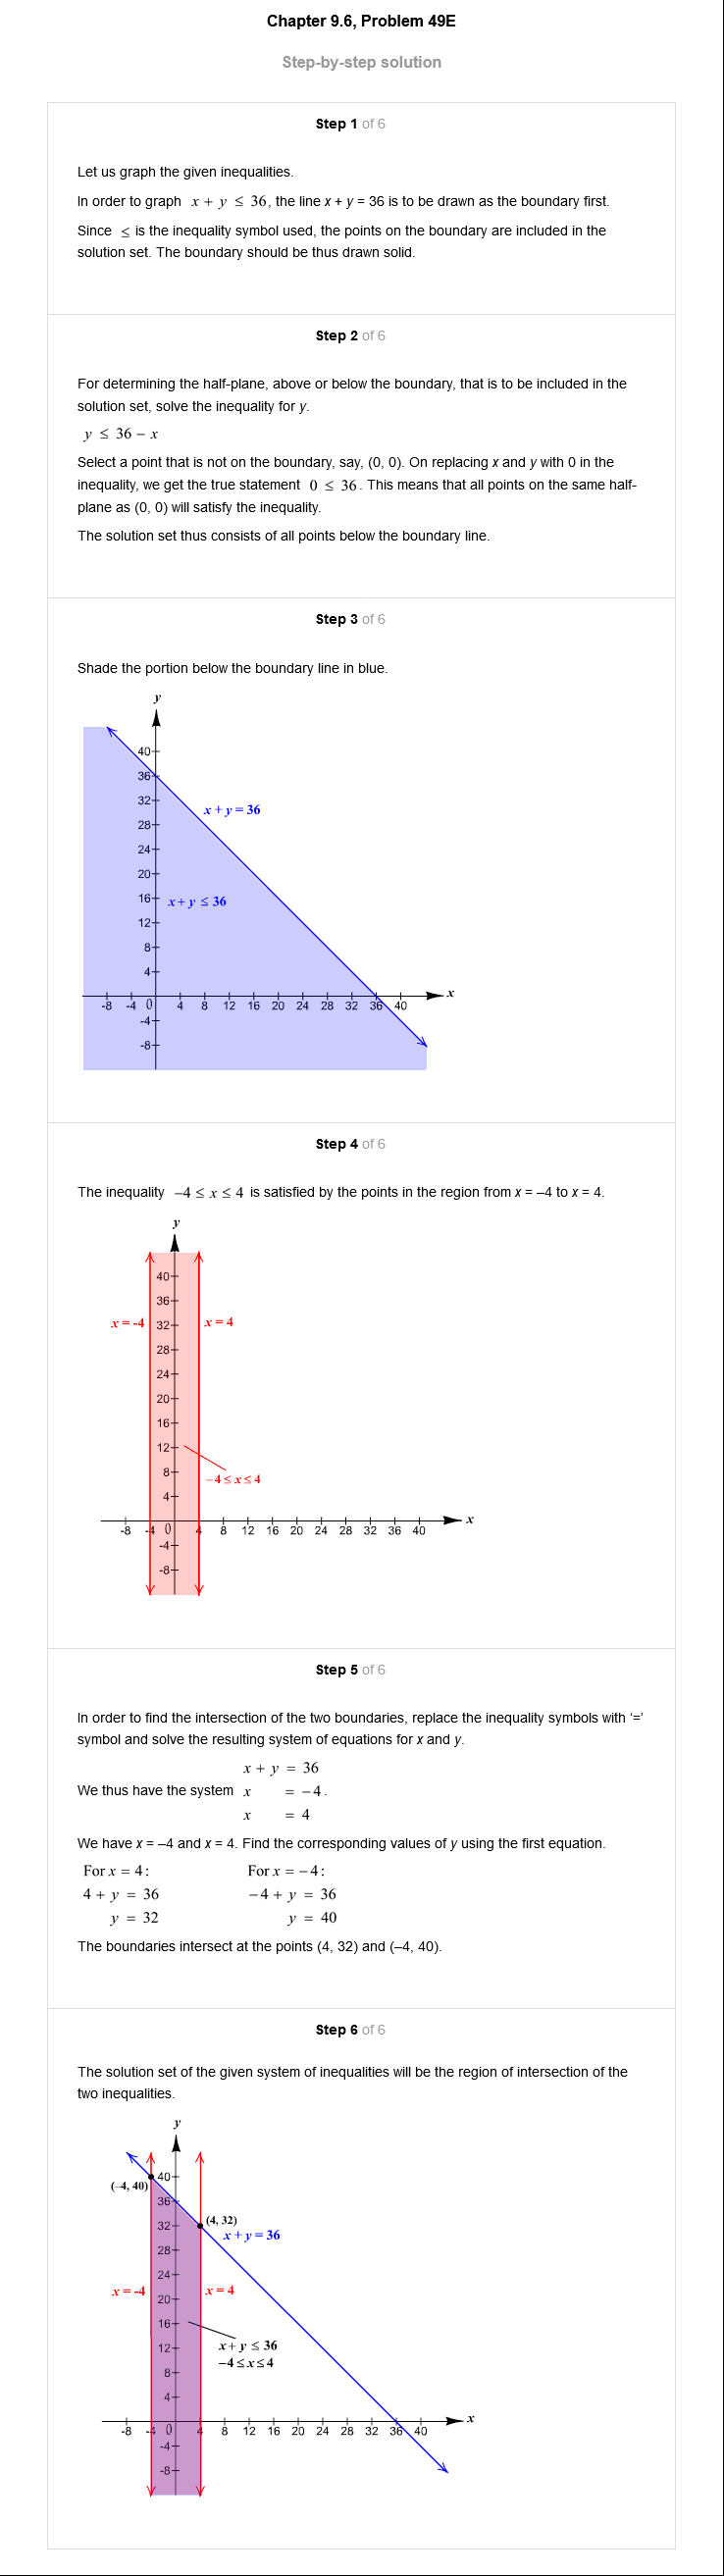 Chapter 9.6, Problem 49E
Step-by-step solution
Step 1 of 6
Let us graph the given inequalities.
In order to graph x + y ≤ 36, the line x + y = 36 is to be drawn as the boundary first.
Since ≤ is the inequality symbol used, the points on the boundary are included in the
solution set. The boundary should be thus drawn solid.
Step 2 of 6
For determining the half-plane, above or below the boundary, that is to be included in the
solution set, solve the inequality for y.
y ≤ 36 − x
Select a point that is not on the boundary, say, (0, 0). On replacing x and y with 0 in the
inequality, we get the true statement 0 ≤ 36. This means that all points on the same half-
plane as (0, 0) will satisfy the inequality.
The solution set thus consists of all points below the boundary line.
Step 3 of 6
Shade the portion below the boundary line in blue.
y
40
36
32
x + y = 36
28
24
20
16
x + y ≤ 36
12
8
4
x
-8 -4 0 4 8 12 16 20 24 28 32 36 40
-4
-8
Step 4 of 6
The inequality −4 ≤ x ≤ 4 is satisfied by the points in the region from x = –4 to x = 4.
y
40
36
x = -4 32 x = 4
28
24
20
16
12
8
−4 ≤ x ≤ 4
4
x
-8 -4 0 4 8 12 16 20 24 28 32 36 40
-4
-8
Step 5 of 6
In order to find the intersection of the two boundaries, replace the inequality symbols with ‘=’
symbol and solve the resulting system of equations for x and y.
x + y = 36
We thus have the system x = −4.
x = 4
We have x = –4 and x = 4. Find the corresponding values of y using the first equation.
For x = 4: For x = −4:
4 + y = 36 −4 + y = 36
y = 32 y = 40
The boundaries intersect at the points (4, 32) and (–4, 40).
Step 6 of 6
The solution set of the given system of inequalities will be the region of intersection of the
two inequalities.
y
40
(−4, 40)
36
(4, 32)
32
x + y = 36
28
24
x = -4 x = 4
20
16
x + y ≤ 36
12
−4 ≤ x ≤ 4
8
4
x
-8 -4 0 4 8 12 16 20 24 28 32 36 40
-4
-8